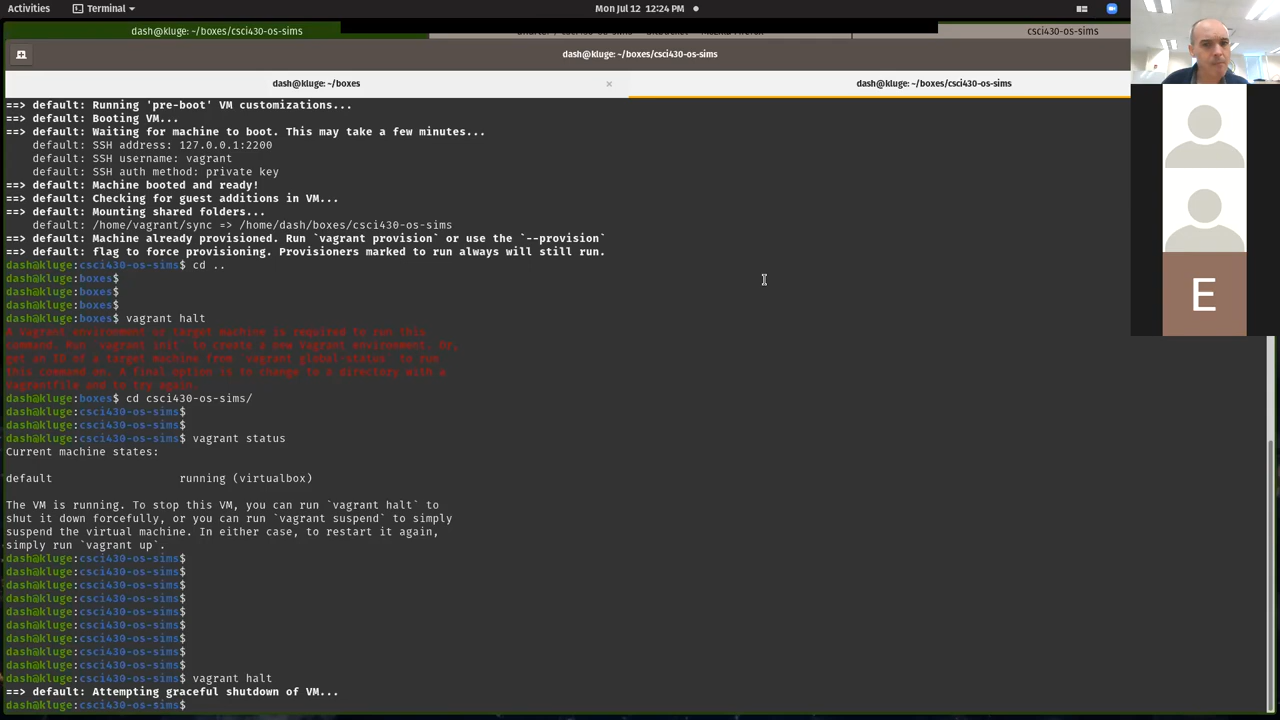 Activities
Terminal
Mon Jul 12 12:24 PM
dash@kluge:~/boxes/csci430-os-sims
csci430-os-sims
dash@kluge: ~/boxes/csci430-os-sims
dash@kluge: ~/boxes
dash@kluge: ~/boxes/csci430-os-sims
==> default: Running 'pre-boot' VM customizations...
==> default: Booting VM...
==> default: Waiting for machine to boot. This may take a few minutes...
default: SSH address: 127.0.0.1:2200
default: SSH username: vagrant
default: SSH auth method: private key
==> default: Machine booted and ready!
==> default: Checking for guest additions in VM...
==> default: Mounting shared folders...
default: /home/vagrant/sync => /home/dash/boxes/csci430-os-sims
==> default: Machine already provisioned. Run `vagrant provision` or use the `--provision`
==> default: flag to force provisioning. Provisioners marked to run always will still run.
dash@kluge:csci430-os-sims$ cd ..
dash@kluge:boxes$
dash@kluge:boxes$
dash@kluge:boxes$
dash@kluge:boxes$ vagrant halt
A Vagrant environment or target machine is required to run this
command. Run `vagrant init` to create a new Vagrant environment. Or,
get an ID of a target machine from `vagrant global-status` to run
this command on. A final option is to change to a directory with a
Vagrantfile and to try again.
dash@kluge:boxes$ cd csci430-os-sims/
dash@kluge:csci430-os-sims$
dash@kluge:csci430-os-sims$
dash@kluge:csci430-os-sims$ vagrant status
Current machine states:
default running (virtualbox)
The VM is running. To stop this VM, you can run `vagrant halt` to
shut it down forcefully, or you can run `vagrant suspend` to simply
suspend the virtual machine. In either case, to restart it again,
simply run `vagrant up`.
dash@kluge:csci430-os-sims$
dash@kluge:csci430-os-sims$
dash@kluge:csci430-os-sims$
dash@kluge:csci430-os-sims$
dash@kluge:csci430-os-sims$
dash@kluge:csci430-os-sims$
dash@kluge:csci430-os-sims$
dash@kluge:csci430-os-sims$
dash@kluge:csci430-os-sims$
dash@kluge:csci430-os-sims$ vagrant halt
==> default: Attempting graceful shutdown of VM...
dash@kluge:csci430-os-sims$
E